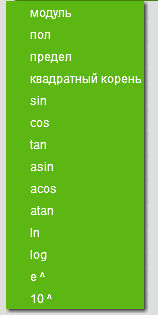 модуль
пол
предел
квадратный корень
sin
cos
tan
asin
acos
atan
ln
log
e ^
10 ^